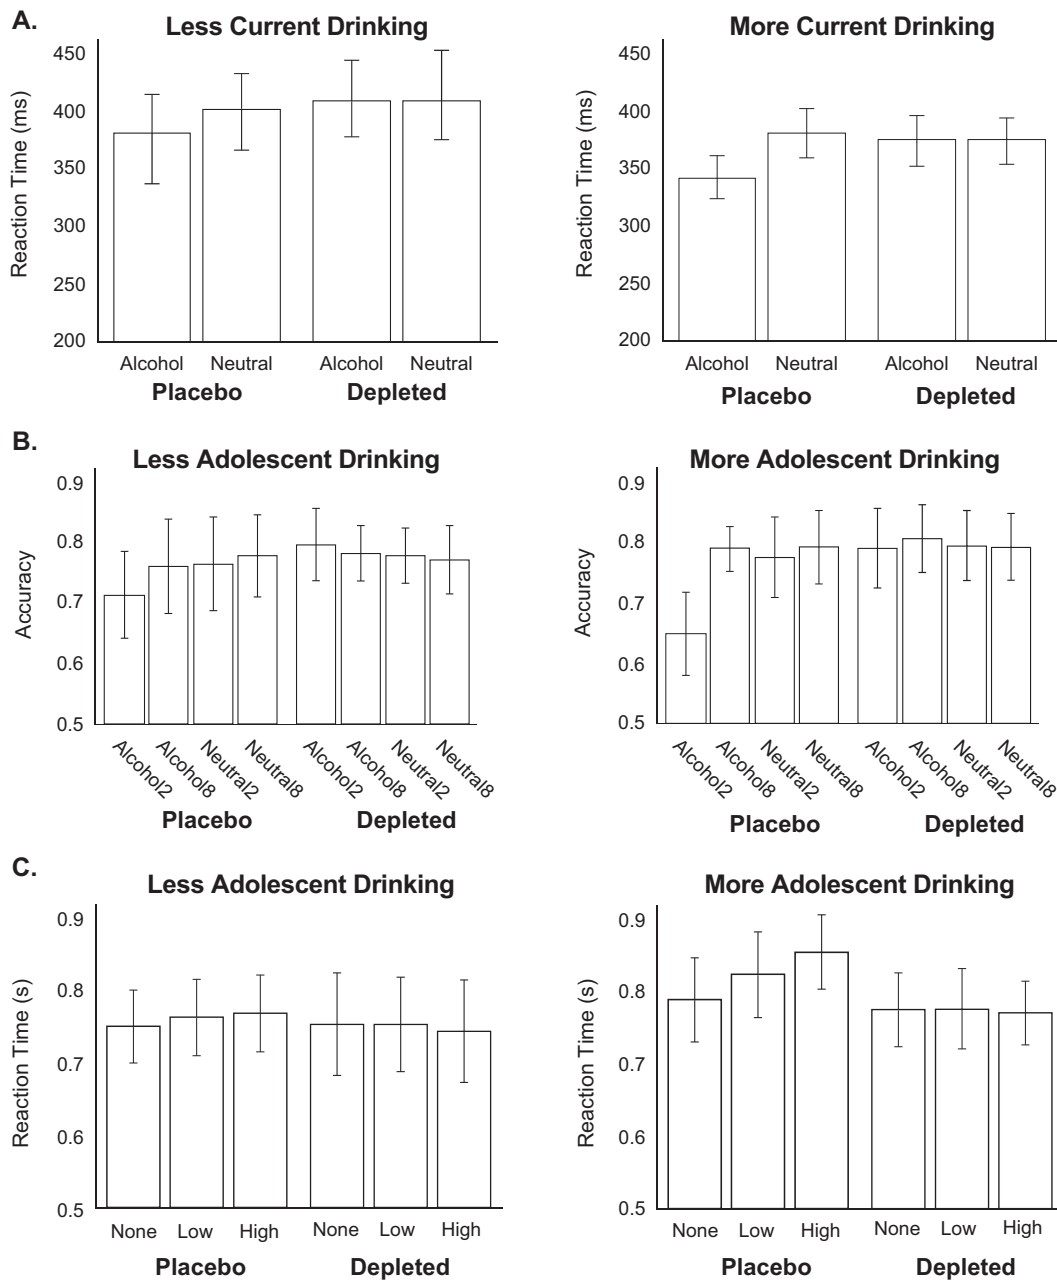 A.
Less Current Drinking
More Current Drinking
Reaction Time (ms)
450
400
350
300
250
200
Alcohol Neutral Alcohol Neutral
Placebo Depleted
Reaction Time (ms)
450
400
350
300
250
200
Alcohol Neutral Alcohol Neutral
Placebo Depleted
B.
Less Adolescent Drinking
More Adolescent Drinking
Accuracy
0.9
0.8
0.7
0.6
0.5
Alcohol2 Alcohol8 Neutral2 Neutral8 Alcohol2 Alcohol8 Neutral2 Neutral8
Placebo Depleted
Accuracy
0.9
0.8
0.7
0.6
0.5
Alcohol2 Alcohol8 Neutral2 Neutral8 Alcohol2 Alcohol8 Neutral2 Neutral8
Placebo Depleted
C.
Less Adolescent Drinking
More Adolescent Drinking
Reaction Time (s)
0.9
0.8
0.7
0.6
0.5
None Low High None Low High
Placebo Depleted
Reaction Time (s)
0.9
0.8
0.7
0.6
0.5
None Low High None Low High
Placebo Depleted